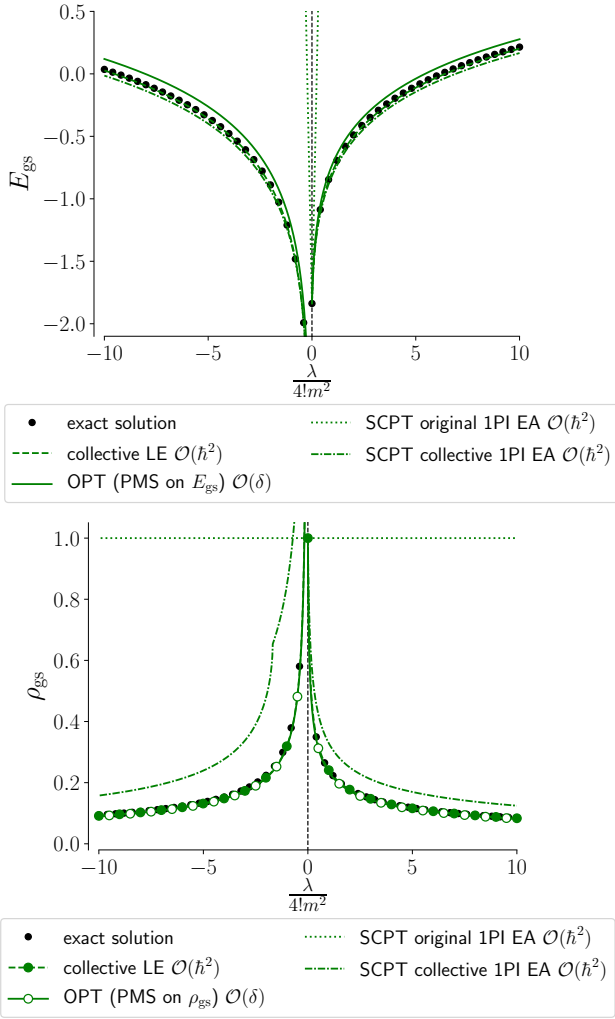 0.5
0.0
−0.5
−1.0
−1.5
−2.0
E_gs
−10 −5 0 5 10
λ/4!m²
exact solution
collective LE O(ħ²)
OPT (PMS on E_gs) O(δ)
SCPT original 1PI EA O(ħ²)
SCPT collective 1PI EA O(ħ²)
1.0
0.8
0.6
0.4
0.2
0.0
ρ_gs
−10 −5 0 5 10
λ/4!m²
exact solution
collective LE O(ħ²)
OPT (PMS on ρ_gs) O(δ)
SCPT original 1PI EA O(ħ²)
SCPT collective 1PI EA O(ħ²)